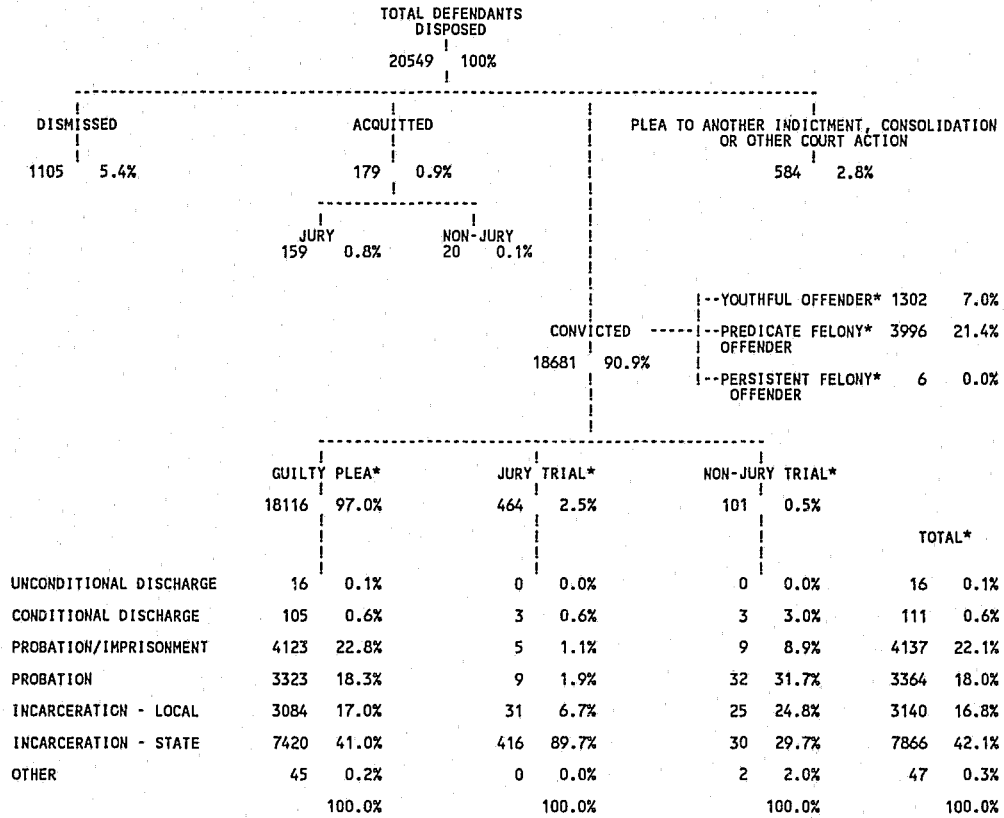 TOTAL DEFENDANTS
DISPOSED
20549 100%
DISMISSED
1105 5.4%
ACQUITTED
179 0.9%
JURY
159 0.8%
NON-JURY
20 0.1%
PLEA TO ANOTHER INDICTMENT, CONSOLIDATION
OR OTHER COURT ACTION
584 2.8%
CONVICTED
18681 90.9%
YOUTHFUL OFFENDER* 1302 7.0%
PREDICATE FELONY* 3996 21.4%
OFFENDER
PERSISTENT FELONY* 6 0.0%
OFFENDER
GUILTY PLEA*
18116 97.0%
JURY TRIAL*
464 2.5%
NON-JURY TRIAL*
101 0.5%
TOTAL*
UNCONDITIONAL DISCHARGE 16 0.1% 0 0.0% 0 0.0% 16 0.1%
CONDITIONAL DISCHARGE 105 0.6% 3 0.6% 3 3.0% 111 0.6%
PROBATION/IMPRISONMENT 4123 22.8% 5 1.1% 9 8.9% 4137 22.1%
PROBATION 3323 18.3% 9 1.9% 32 31.7% 3364 18.0%
INCARCERATION - LOCAL 3084 17.0% 31 6.7% 25 24.8% 3140 16.8%
INCARCERATION - STATE 7420 41.0% 416 89.7% 30 29.7% 7866 42.1%
OTHER 45 0.2% 0 0.0% 2 2.0% 47 0.3%
100.0% 100.0% 100.0% 100.0%